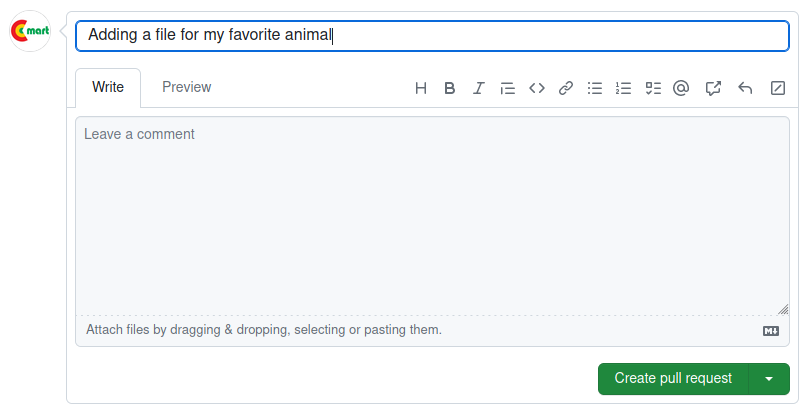 C mart
Adding a file for my favorite animal
Write Preview
Leave a comment
Attach files by dragging & dropping, selecting or pasting them.
Create pull request